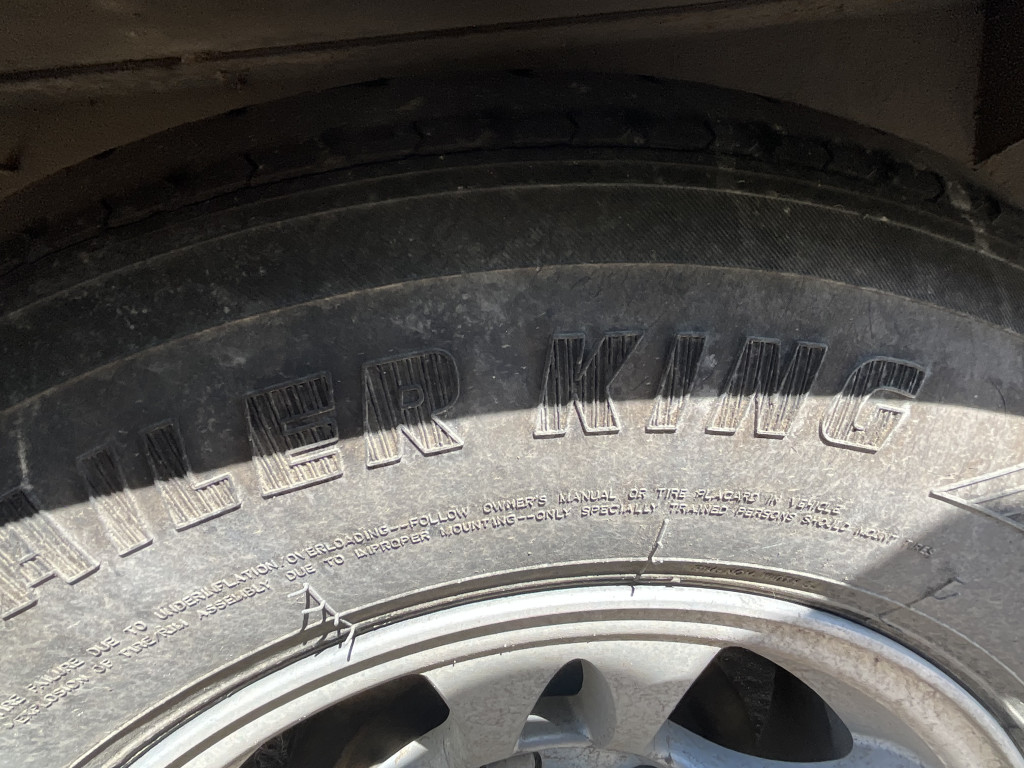 AILER KING
FAILURE DUE TO UNDERINFLATION/OVERLOADING--FOLLOW OWNER'S MANUAL OR TIRE PLACARD IN VEHICLE
EXPLOSION OF TIRE/RIM ASSEMBLY DUE TO IMPROPER MOUNTING--ONLY SPECIALLY TRAINED PERSONS SHOULD MOUNT TIRES